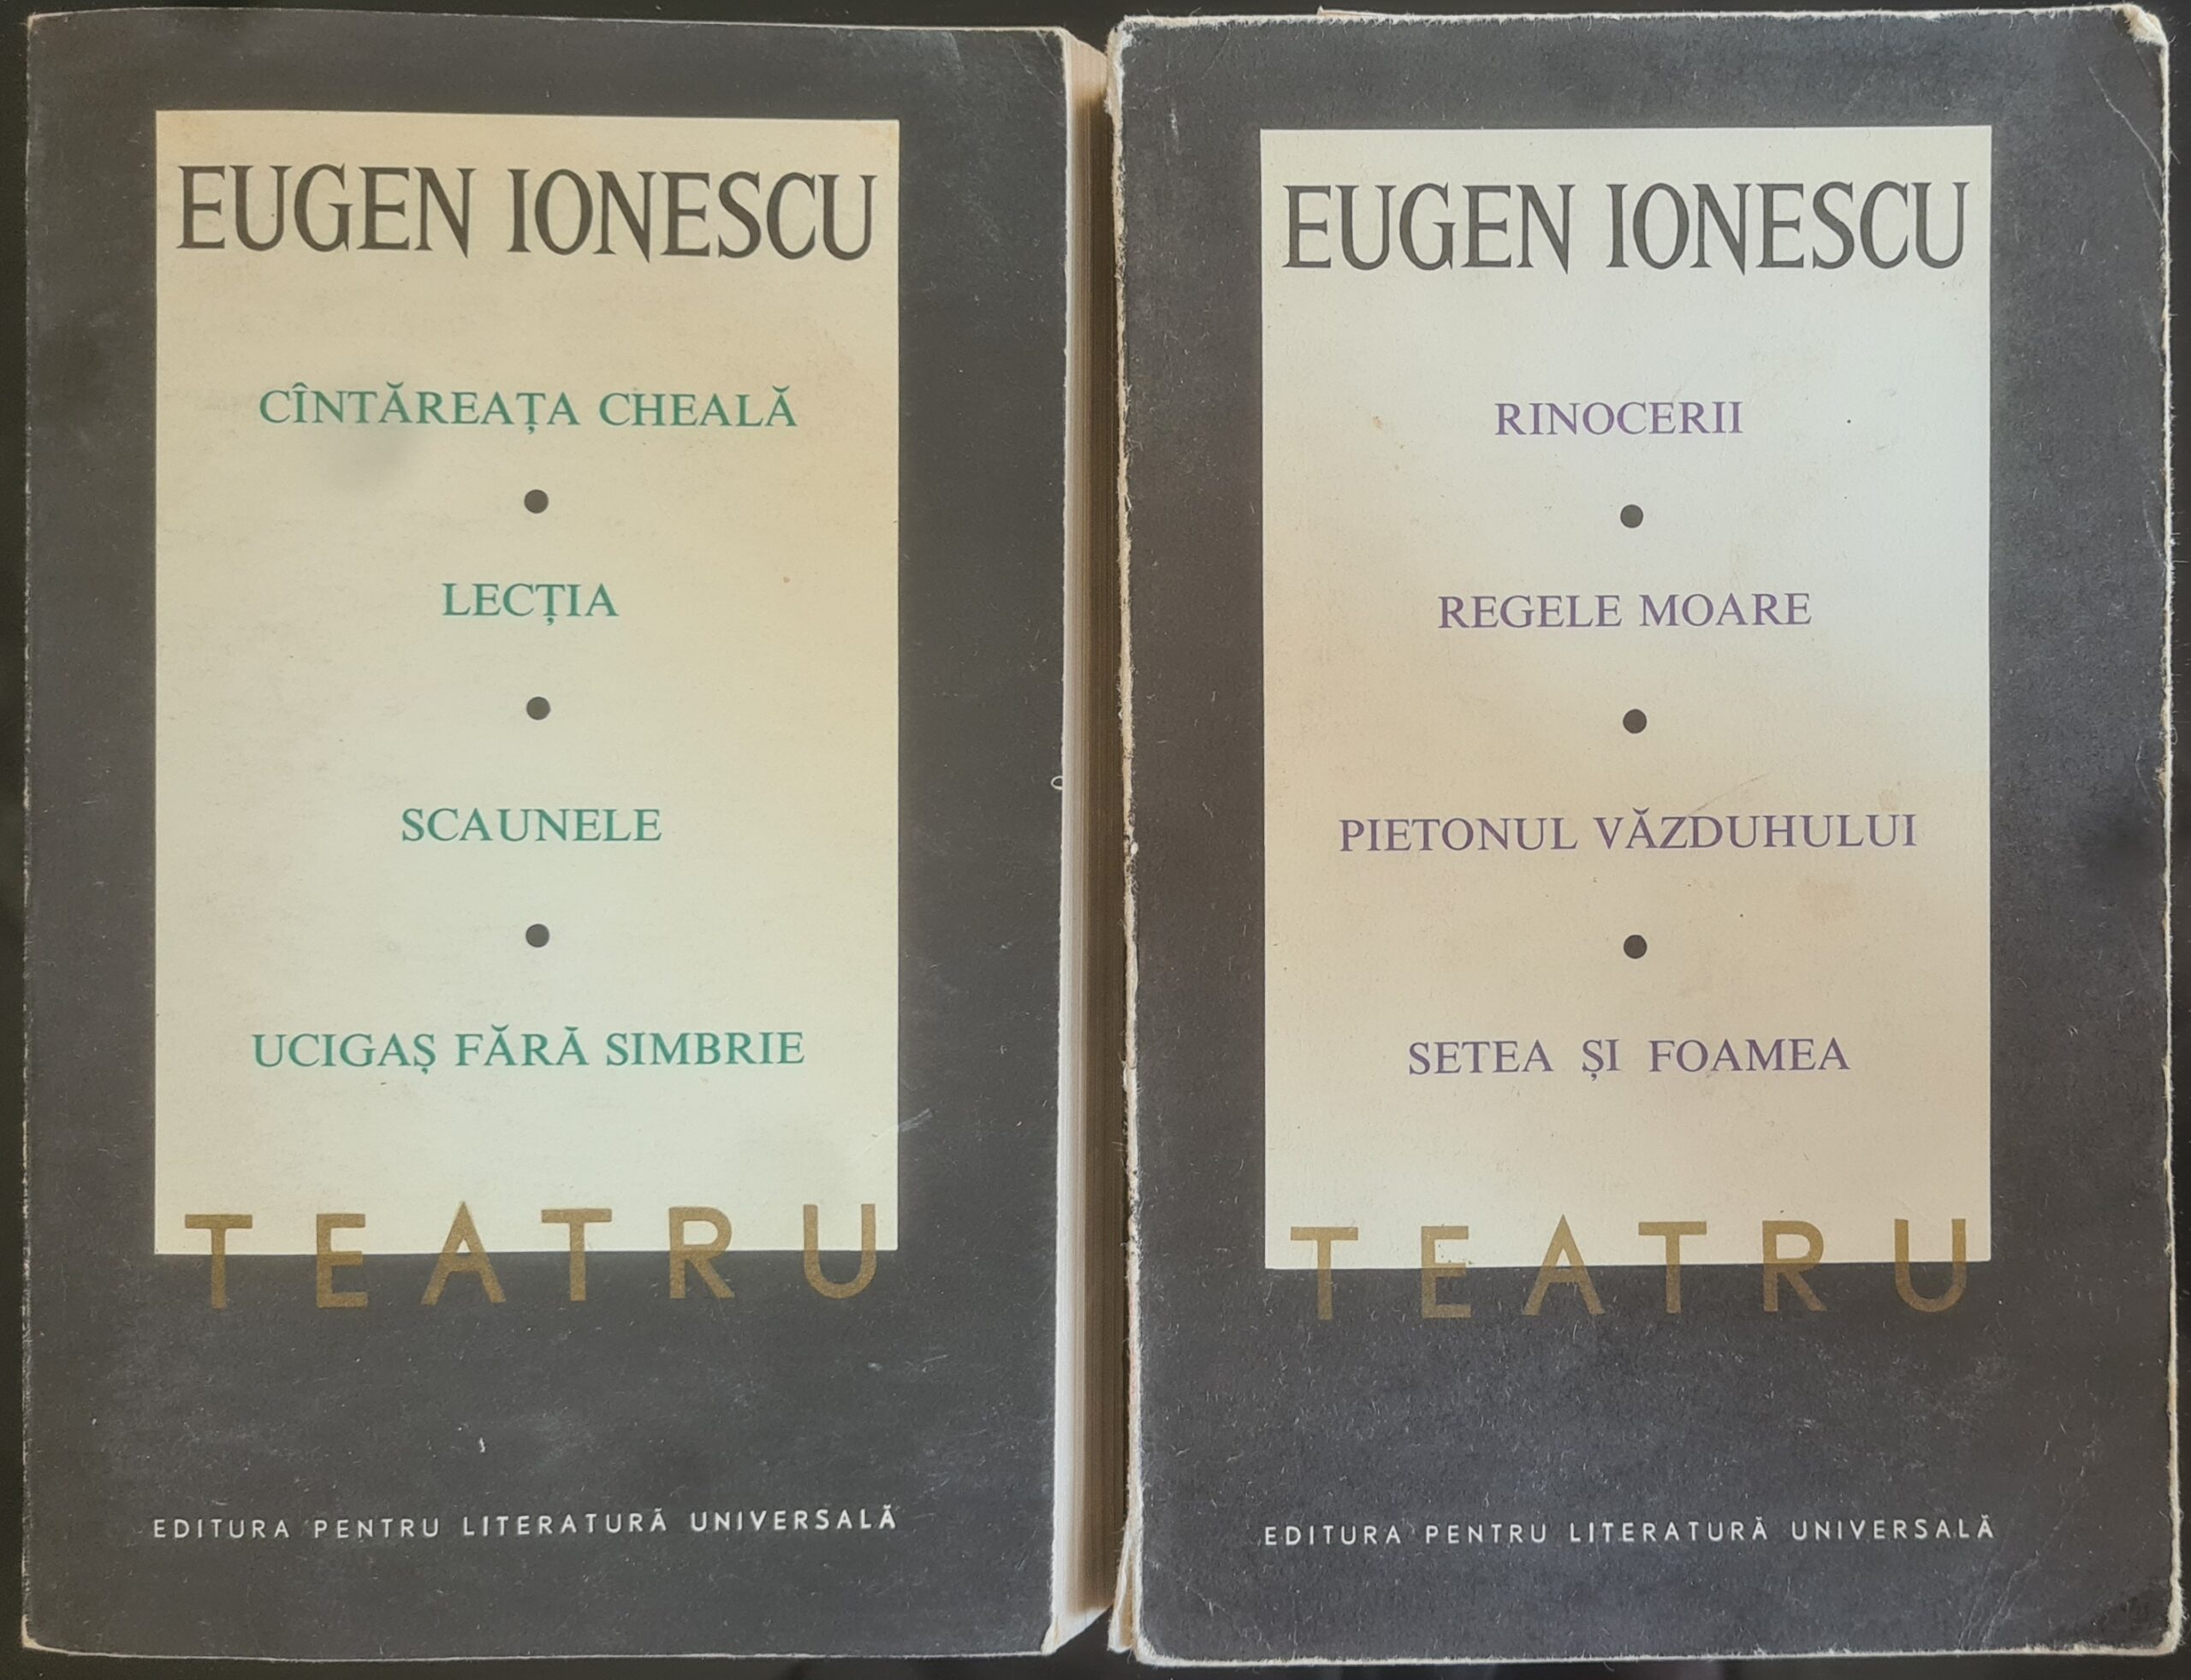 EUGEN IONESCU
CÎNTĂREAȚA CHEALĂ
LECȚIA
SCAUNELE
UCIGAȘ FĂRĂ SIMBRIE
TEATRU
EDITURA PENTRU LITERATURĂ UNIVERSALĂ
EUGEN IONESCU
RINOCERII
REGELE MOARE
PIETONUL VĂZDUHULUI
SETEA ȘI FOAMEA
TEATRU
EDITURA PENTRU LITERATURĂ UNIVERSALĂ